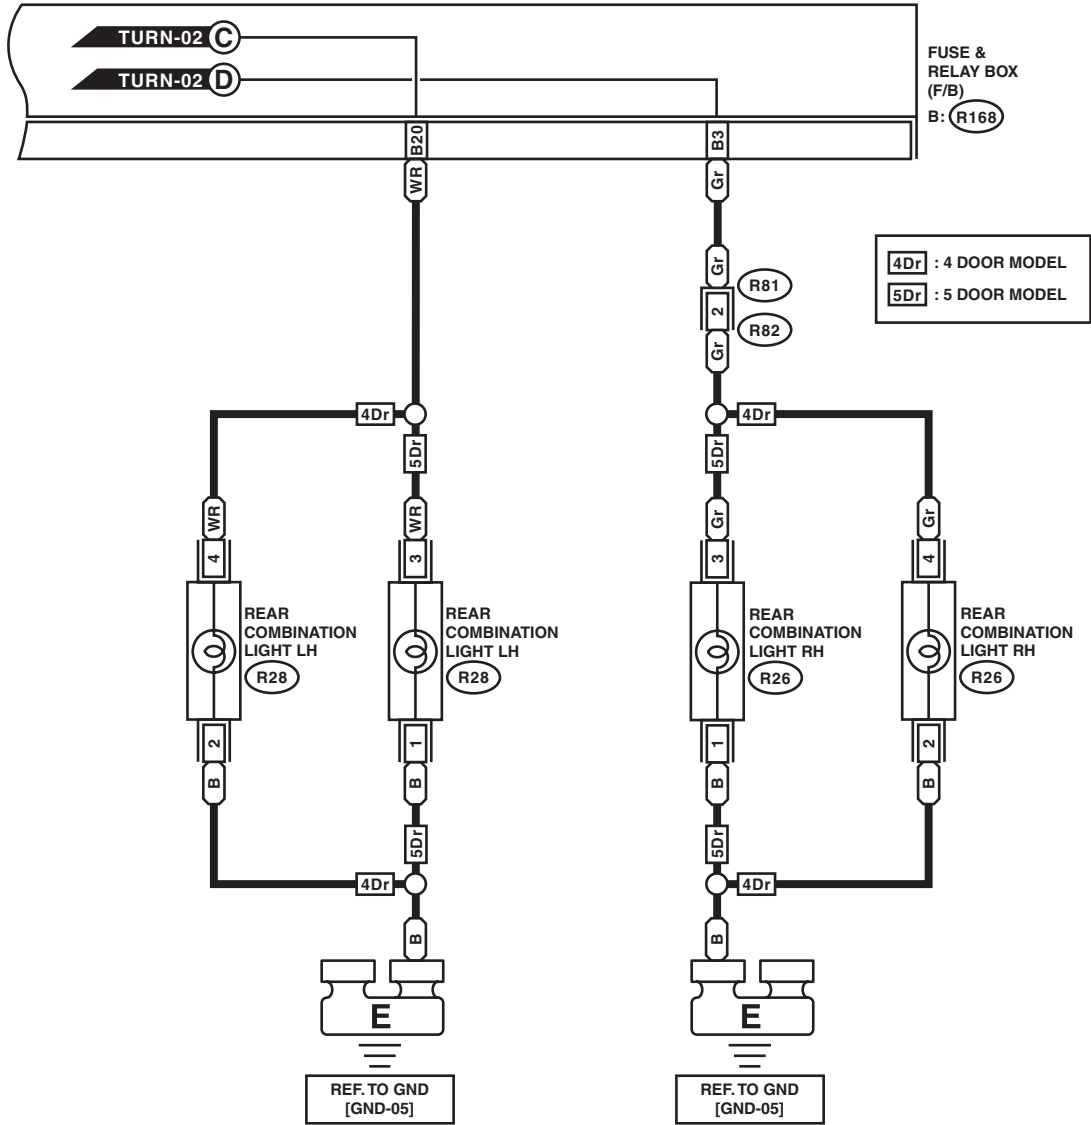 TURN-02 C
TURN-02 D
FUSE &
RELAY BOX
(F/B)
B: R168
B20
B3
WR
Gr
4Dr : 4 DOOR MODEL
5Dr : 5 DOOR MODEL
Gr
R81
2
R82
Gr
4Dr
4Dr
5Dr
5Dr
WR
WR
Gr
Gr
4
3
3
4
REAR
COMBINATION
LIGHT LH
R28
REAR
COMBINATION
LIGHT LH
R28
REAR
COMBINATION
LIGHT RH
R26
REAR
COMBINATION
LIGHT RH
R26
2
1
1
2
B
B
B
B
5Dr
5Dr
4Dr
4Dr
B
B
E
E
REF. TO GND
[GND-05]
REF. TO GND
[GND-05]